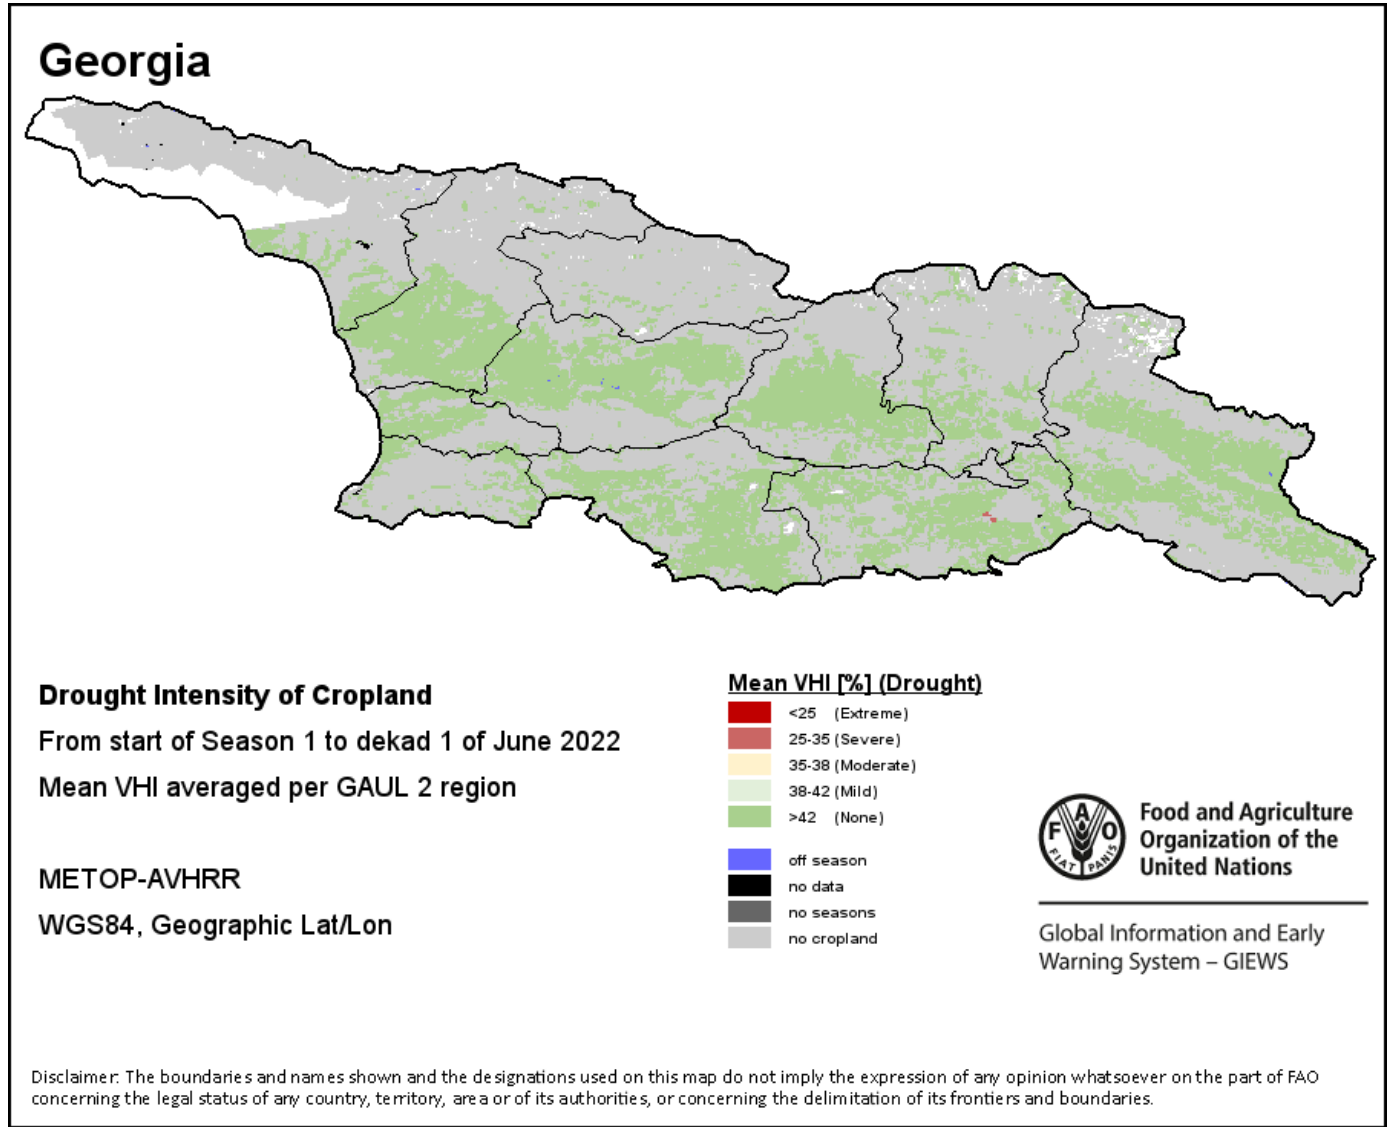 Georgia
Drought Intensity of Cropland
From start of Season 1 to dekad 1 of June 2022
Mean VHI averaged per GAUL 2 region
METOP-AVHRR
WGS84, Geographic Lat/Lon
Mean VHI [%] (Drought)
<25 (Extreme)
25-35 (Severe)
35-38 (Moderate)
38-42 (Mild)
>42 (None)
off season
no data
no seasons
no cropland
F A O
FIAT PANIS
Food and Agriculture
Organization of the
United Nations
Global Information and Early
Warning System – GIEWS
Disclaimer: The boundaries and names shown and the designations used on this map do not imply the expression of any opinion whatsoever on the part of FAO
concerning the legal status of any country, territory, area or of its authorities, or concerning the delimitation of its frontiers and boundaries.